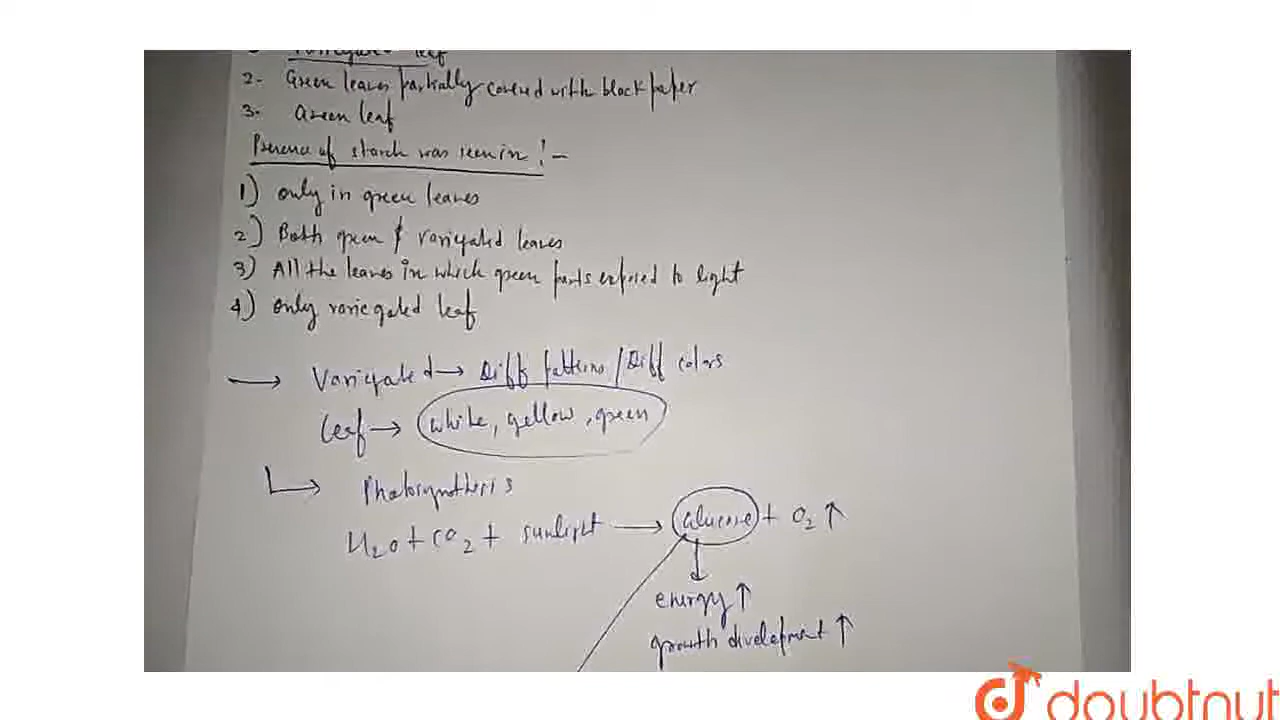 1. Variegated leaf
2. Green leaves partially covered with black paper
3. Green leaf
Presence of starch was seen in :-
1) only in green leaves
2) Both green & variegated leaves
3) All the leaves in which green parts exposed to light
4) only variegated leaf
Variegated → Diff patterns / Diff colors
leaf → white, yellow, green
Photosynthesis
H2O + CO2 + sunlight → Glucose + O2 ↑
energy ↑
growth development ↑
doubtnut